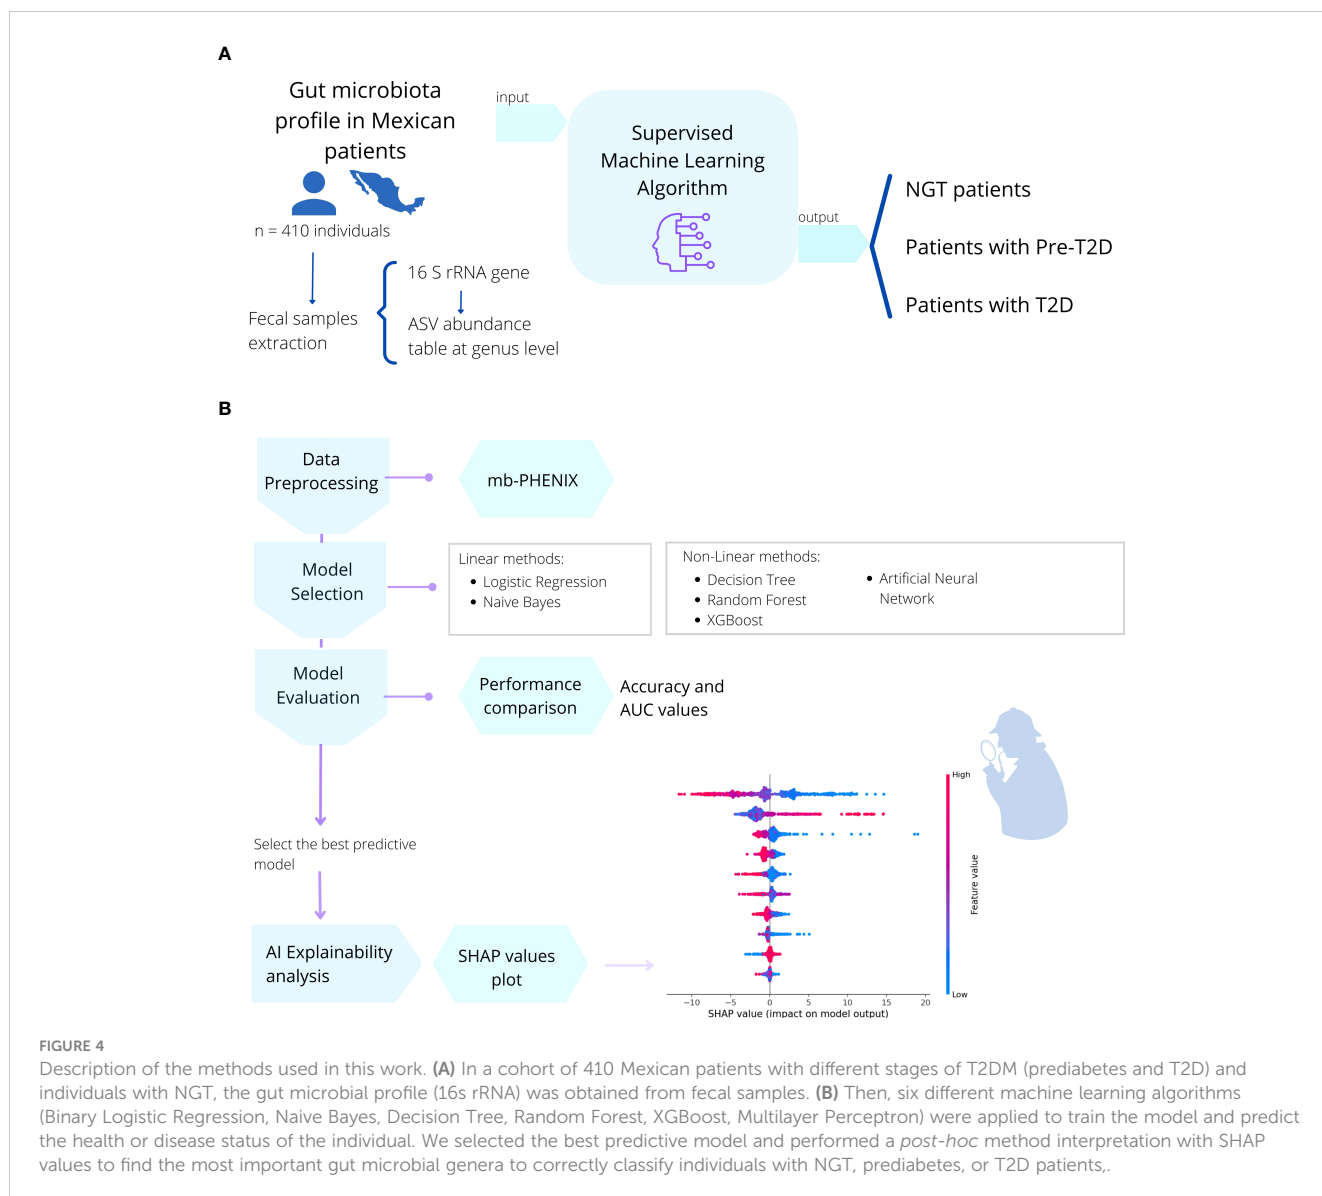 A
Gut microbiota
profile in Mexican
patients
n = 410 individuals
Fecal samples
extraction
16 S rRNA gene
ASV abundance
table at genus level
input
Supervised
Machine Learning
Algorithm
output
NGT patients
Patients with Pre-T2D
Patients with T2D
B
Data
Preprocessing
mb-PHENIX
Model
Selection
Linear methods:
• Logistic Regression
• Naive Bayes
Non-Linear methods:
• Decision Tree
• Random Forest
• XGBoost
• Artificial Neural
Network
Model
Evaluation
Performance
comparison
Accuracy and
AUC values
Select the best predictive
model
AI Explainability
analysis
SHAP values
plot
High
Feature value
Low
−10 −5 0 5 10 15 20
SHAP value (impact on model output)
FIGURE 4
Description of the methods used in this work. (A) In a cohort of 410 Mexican patients with different stages of T2DM (prediabetes and T2D) and
individuals with NGT, the gut microbial profile (16s rRNA) was obtained from fecal samples. (B) Then, six different machine learning algorithms
(Binary Logistic Regression, Naive Bayes, Decision Tree, Random Forest, XGBoost, Multilayer Perceptron) were applied to train the model and predict
the health or disease status of the individual. We selected the best predictive model and performed a post-hoc method interpretation with SHAP
values to find the most important gut microbial genera to correctly classify individuals with NGT, prediabetes, or T2D patients,.